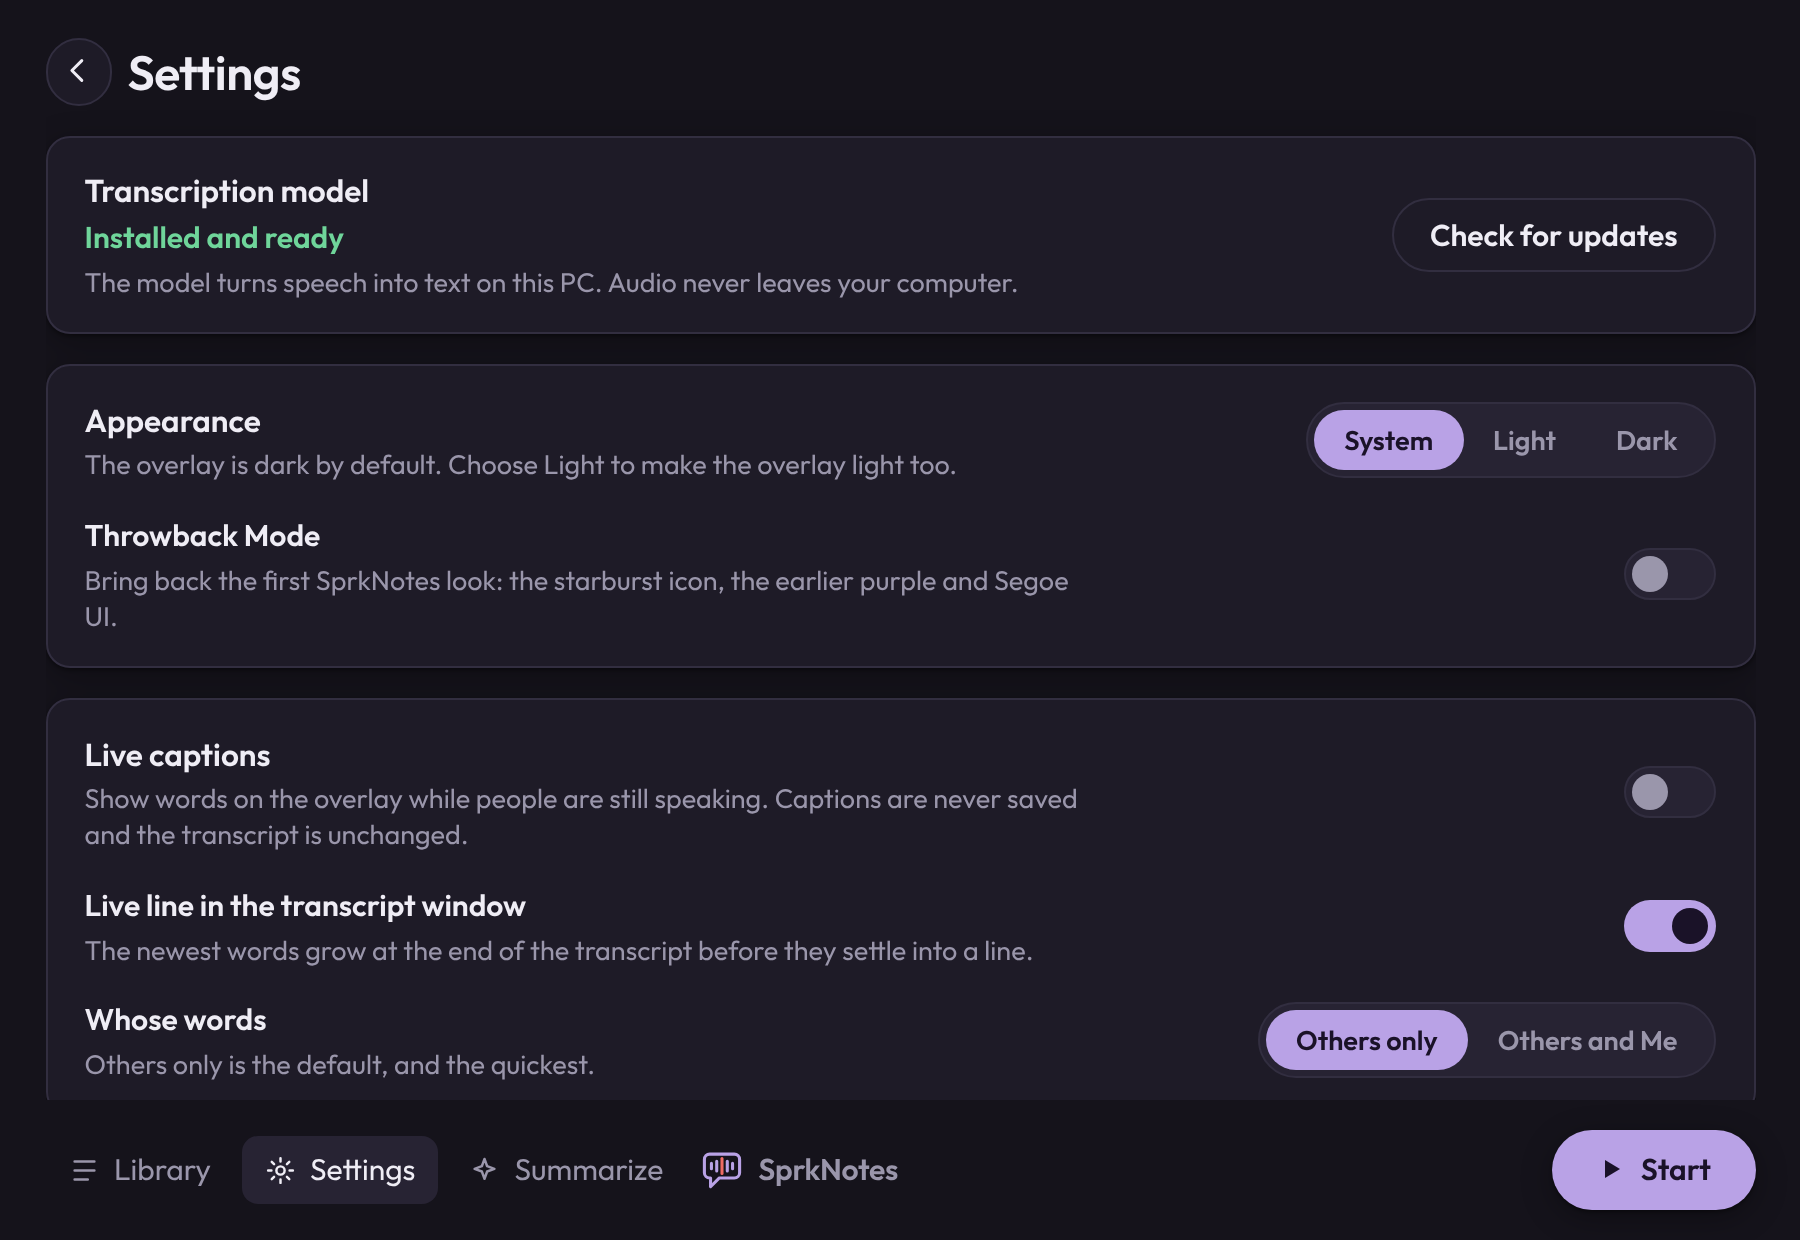 Settings
Transcription model
Installed and ready
The model turns speech into text on this PC. Audio never leaves your computer.
Check for updates
Appearance
The overlay is dark by default. Choose Light to make the overlay light too.
System Light Dark
Throwback Mode
Bring back the first SprkNotes look: the starburst icon, the earlier purple and Segoe
UI.
Live captions
Show words on the overlay while people are still speaking. Captions are never saved
and the transcript is unchanged.
Live line in the transcript window
The newest words grow at the end of the transcript before they settle into a line.
Whose words
Others only is the default, and the quickest.
Others only Others and Me
Library Settings Summarize SprkNotes Start